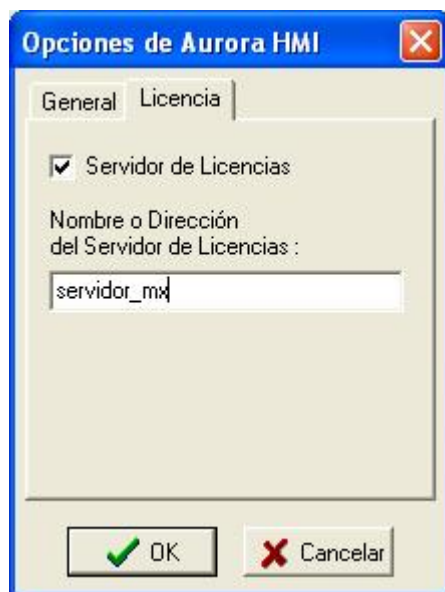 Opciones de Aurora HMI
General Licencia
Servidor de Licencias
Nombre o Dirección
del Servidor de Licencias :
servidor_mx
OK Cancelar